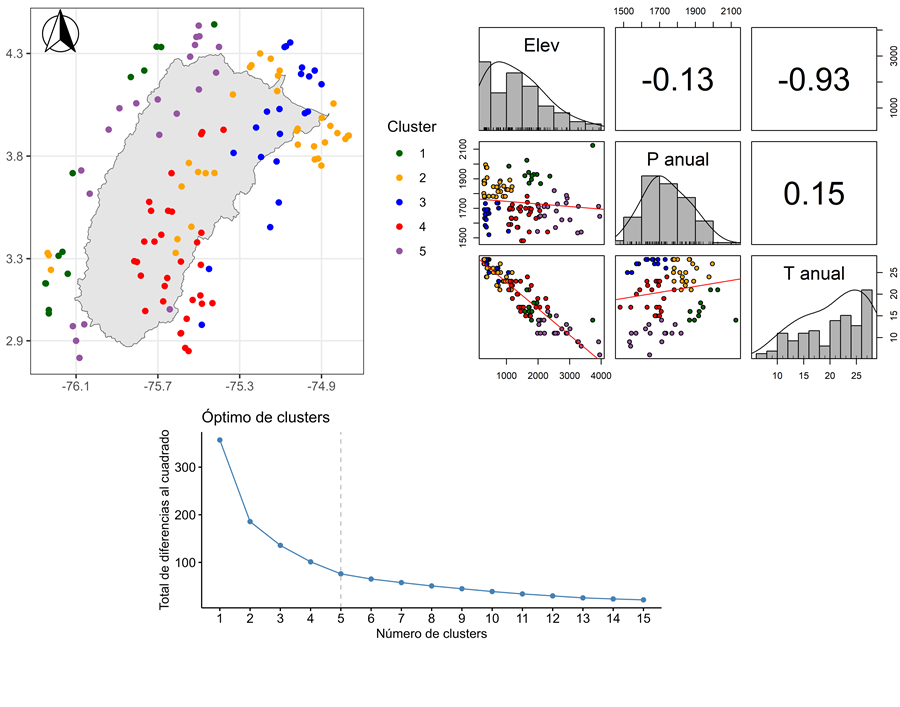 4.3
3.8
3.3
2.9
-76.1 -75.7 -75.3 -74.9
Cluster
1
2
3
4
5
1500 1700 1900 2100
Elev
-0.13
-0.93
1000 3000
1500 1700 1900 2100
P anual
0.15
T anual
10 15 20 25
1000 2000 3000 4000
10 15 20 25
Óptimo de clusters
Total de diferencias al cuadrado
300
200
100
1 2 3 4 5 6 7 8 9 10 11 12 13 14 15
Número de clusters